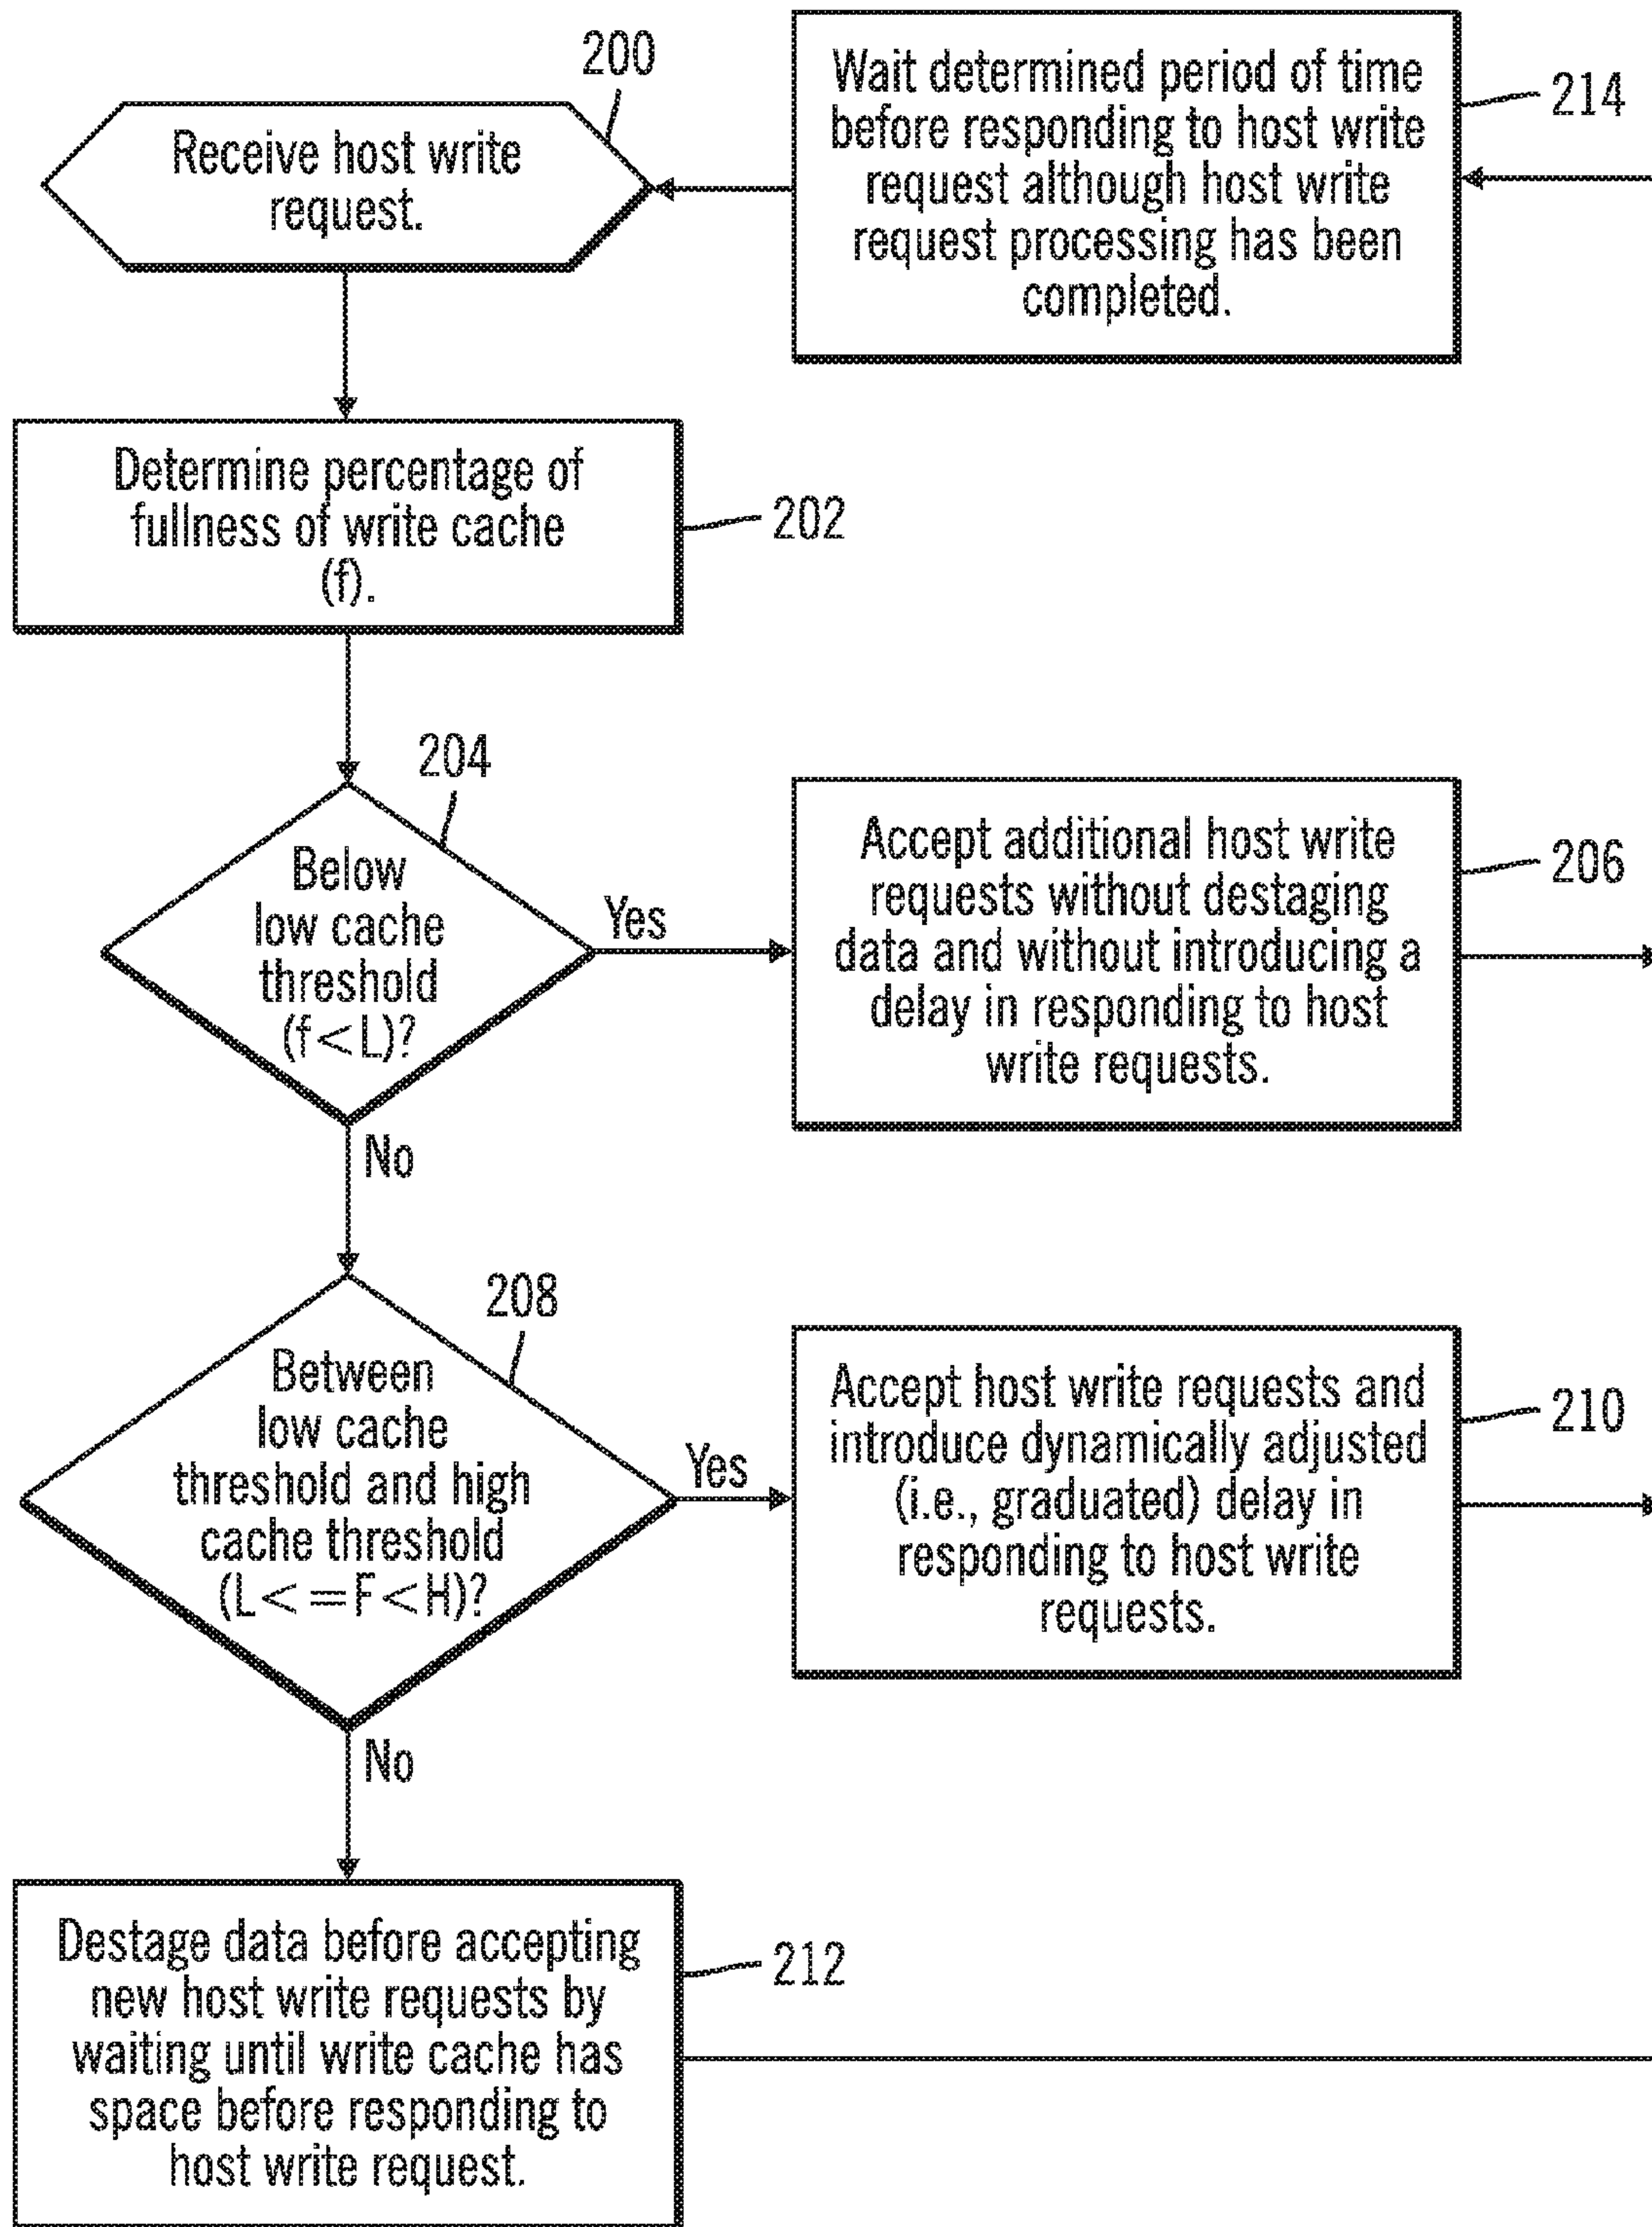 200
Receive host write
request.
Wait determined period of time
before responding to host write
request although host write
request processing has been
completed.
214
Determine percentage of
fullness of write cache
(f).
202
204
Below
low cache
threshold
(f<L)?
Yes
No
Accept additional host write
requests without destaging
data and without introducing a
delay in responding to host
write requests.
206
208
Between
low cache
threshold and high
cache threshold
(L<=F<H)?
Yes
No
Accept host write requests and
introduce dynamically adjusted
(i.e., graduated) delay in
responding to host write
requests.
210
Destage data before accepting
new host write requests by
waiting until write cache has
space before responding to
host write request.
212